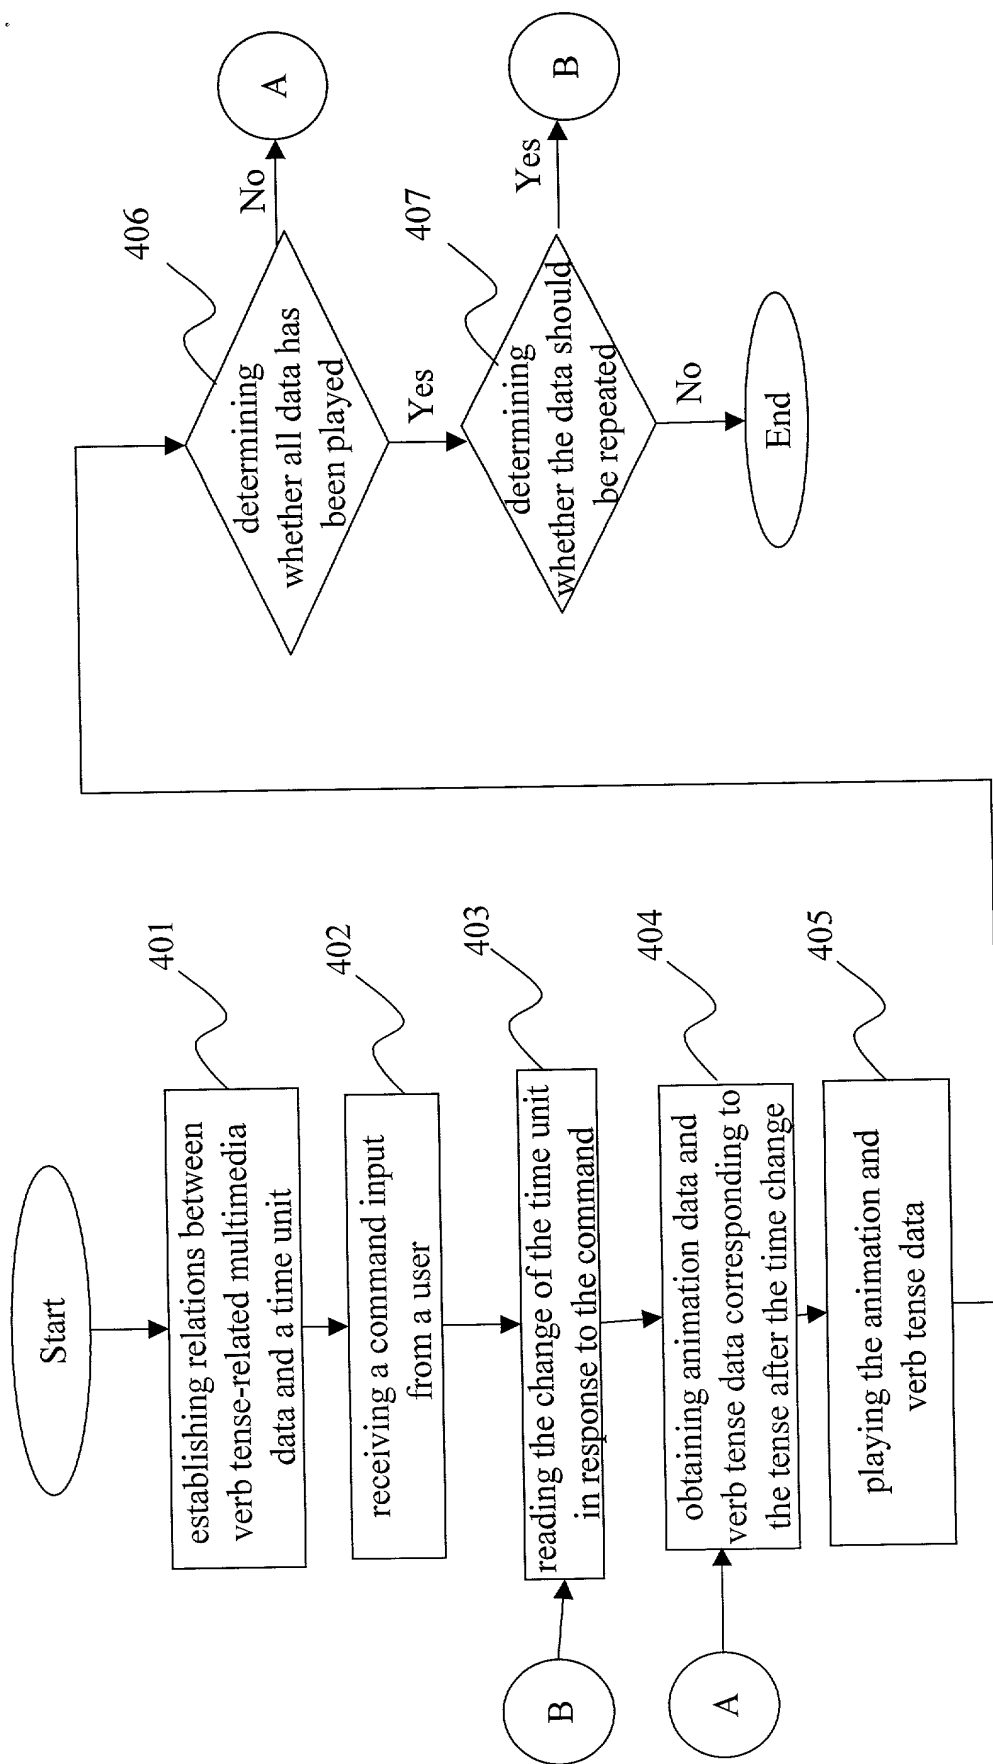 Start
establishing relations between
verb tense-related multimedia
data and a time unit
401
receiving a command input
from a user
402
B
reading the change of the time unit
in response to the command
403
A
obtaining animation data and
verb tense data corresponding to
the tense after the time change
404
playing the animation and
verb tense data
405
determining
whether all data has
been played
406
No
A
Yes
determining
whether the data should
be repeated
407
Yes
B
No
End